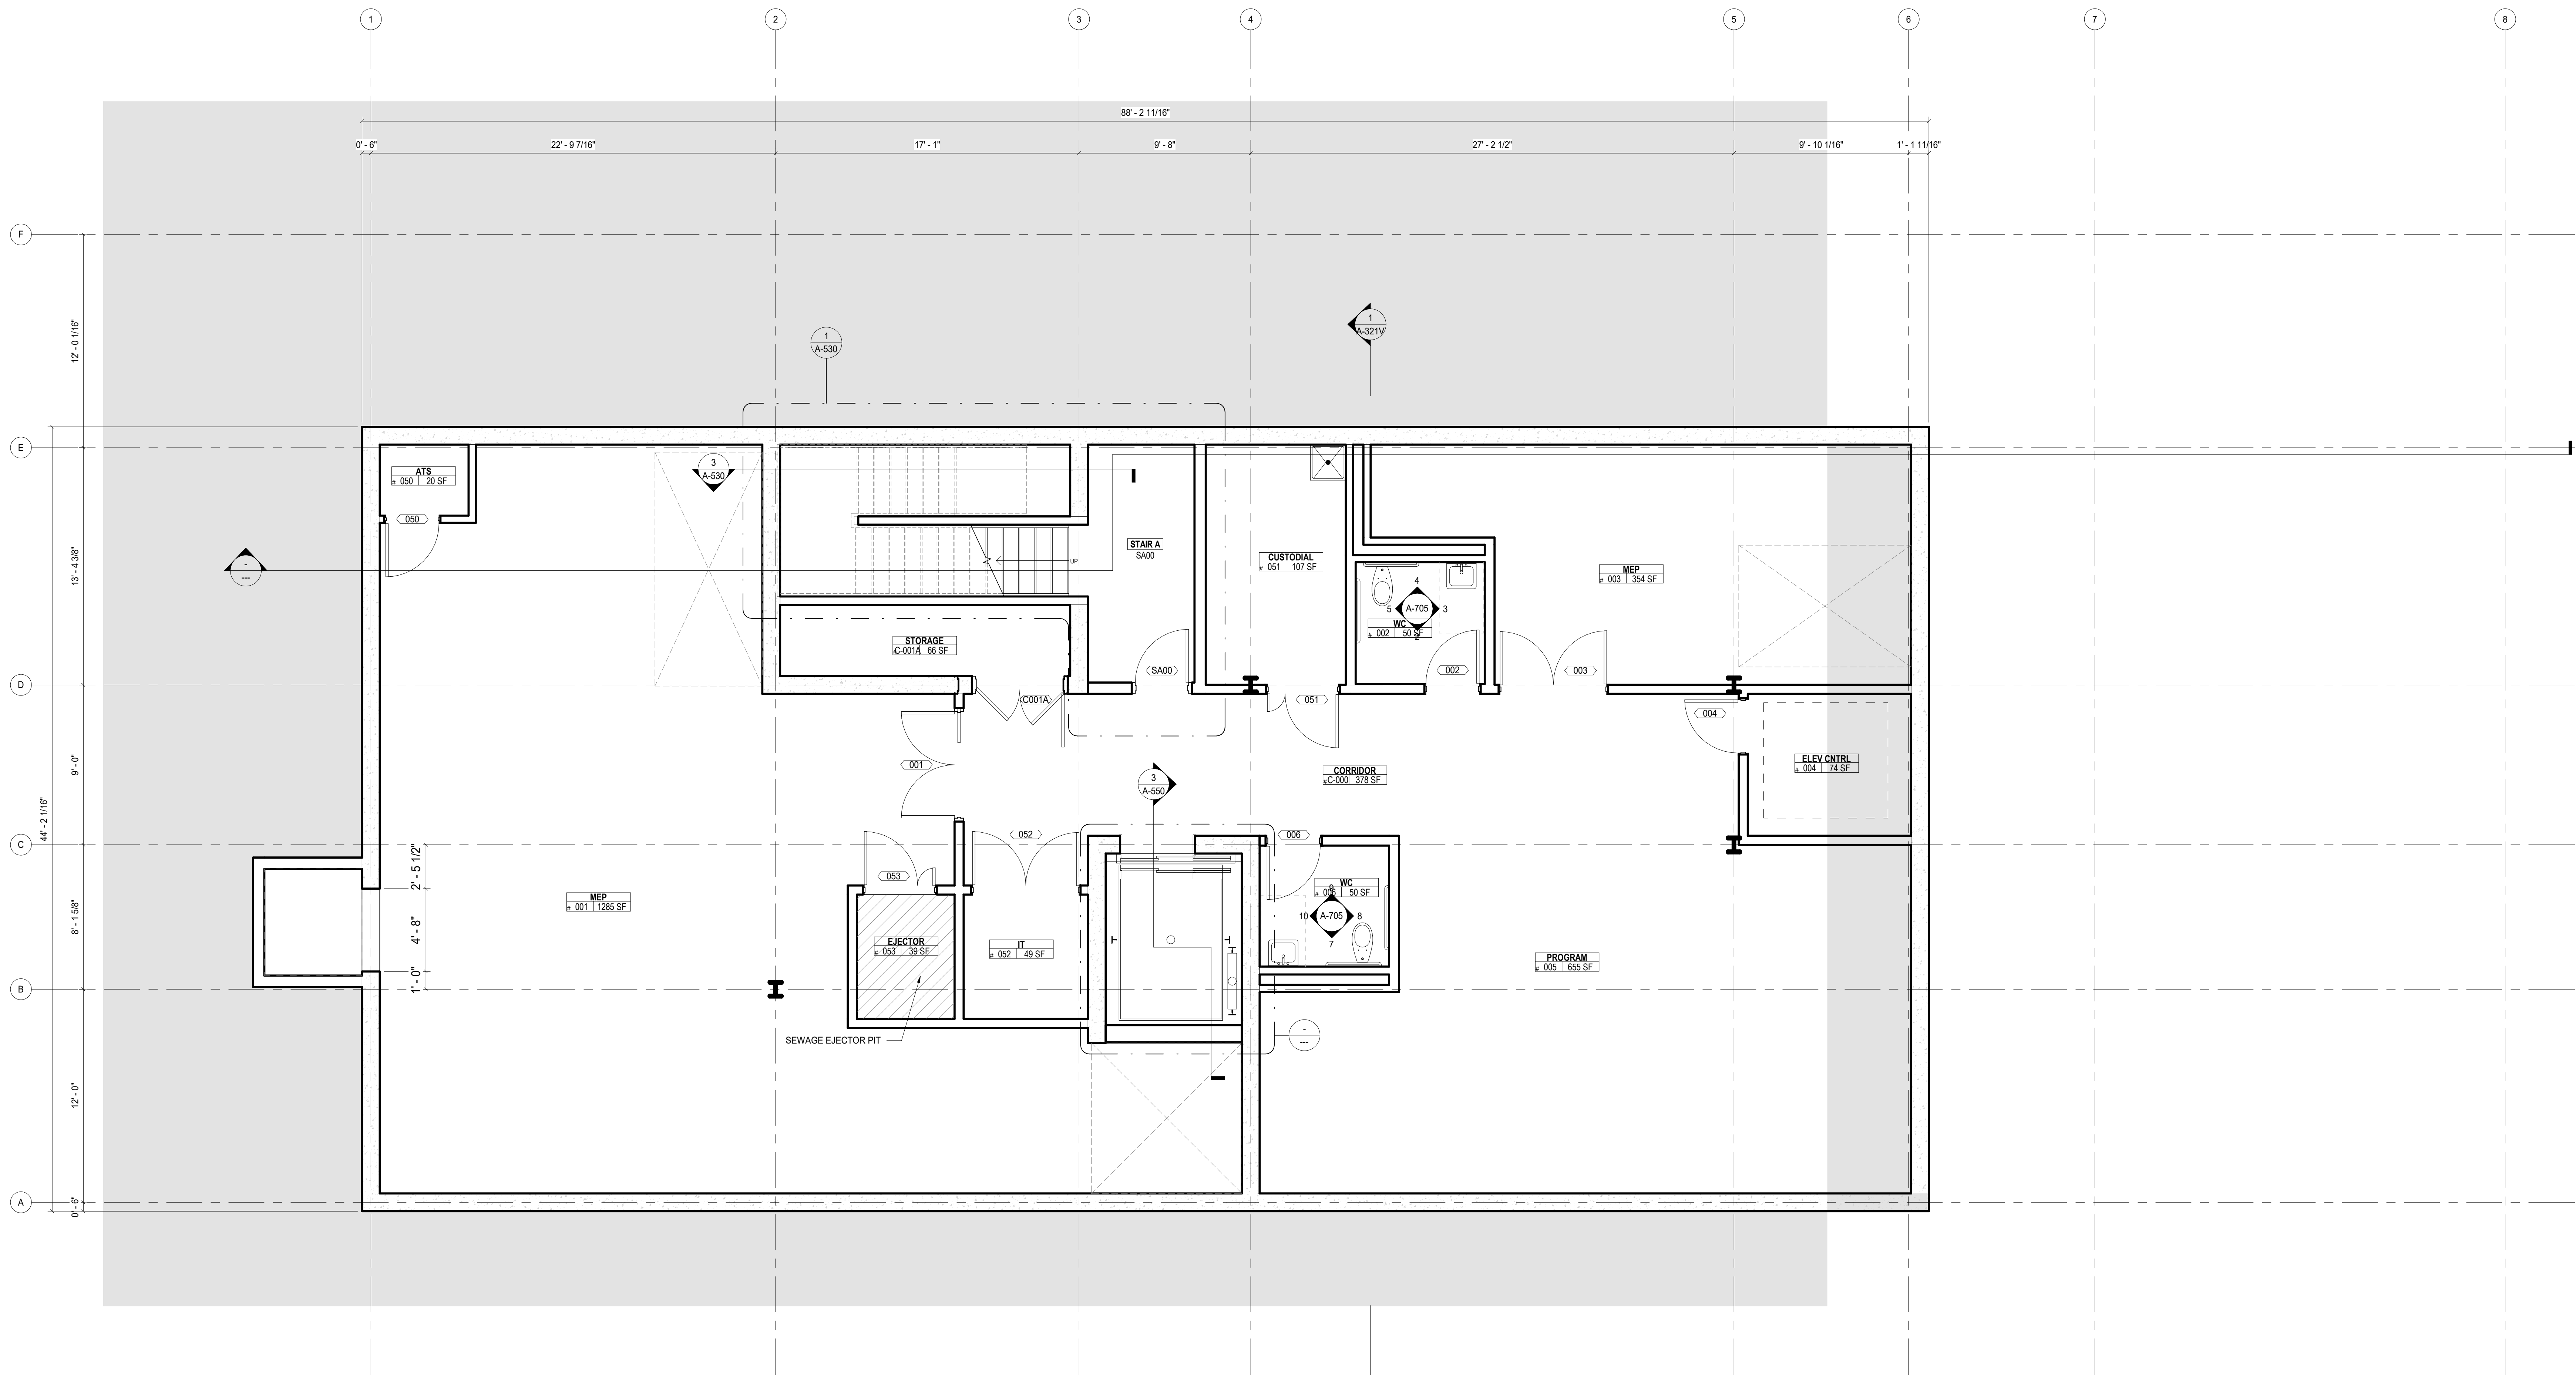 1
2
3
4
5
6
7
8
88' - 2 11/16"
0' - 6"
22' - 9 7/16"
17' - 1"
9' - 8"
27' - 2 1/2"
9' - 10 1/16"
1' - 1 11/16"
F
12' - 0 1/16"
1
A-530
1
A-321V
E
ATS
# 050 20 SF
050
3
A-530
-
---
13' - 4 3/8"
UP
STAIR A
SA00
CUSTODIAL
# 051 107 SF
4
5
A-705
3
2
WC
# 002 50 SF
MEP
# 003 354 SF
STORAGE
#C-001A 66 SF
SA00
002
003
D
C001A
051
004
9' - 0"
001
3
A-550
CORRIDOR
#C-000 378 SF
ELEV CNTRL
# 004 74 SF
44' - 2 1/16"
C
052
006
2' - 5 1/2"
053
MEP
# 001 1285 SF
WC
# 006 50 SF
9
10
A-705
8
7
8' - 1 5/8"
4' - 8"
EJECTOR
# 053 39 SF
IT
# 052 49 SF
PROGRAM
# 005 655 SF
1' - 0"
B
SEWAGE EJECTOR PIT
-
---
12' - 0"
A
0' - 6"